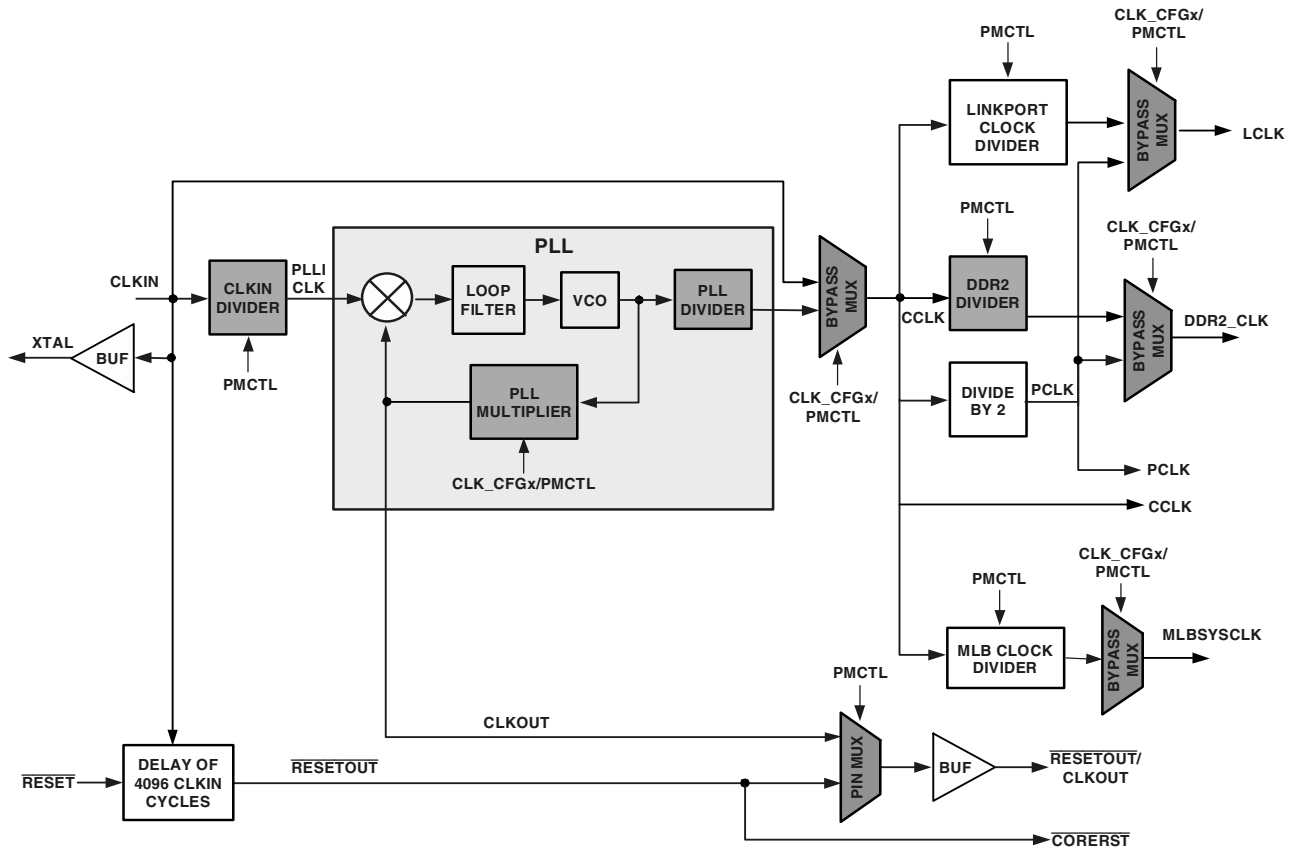 CLK_CFGx/
PMCTL
PMCTL
LINKPORT
CLOCK
DIVIDER
BYPASS
MUX
LCLK
PMCTL
CLK_CFGx/
PMCTL
PLL
CLKIN
CLKIN
DIVIDER
PLLI
CLK
LOOP
FILTER
VCO
PLL
DIVIDER
BYPASS
MUX
CCLK
DDR2
DIVIDER
BYPASS
MUX
DDR2_CLK
XTAL
BUF
PMCTL
PLL
MULTIPLIER
CLK_CFGx/PMCTL
CLK_CFGx/
PMCTL
DIVIDE
BY 2
PCLK
PCLK
CCLK
CLK_CFGx/
PMCTL
PMCTL
MLB CLOCK
DIVIDER
BYPASS
MUX
MLBSYSCLK
PMCTL
CLKOUT
RESET
DELAY OF
4096 CLKIN
CYCLES
RESETOUT
PIN MUX
BUF
RESETOUT/
CLKOUT
CORERST